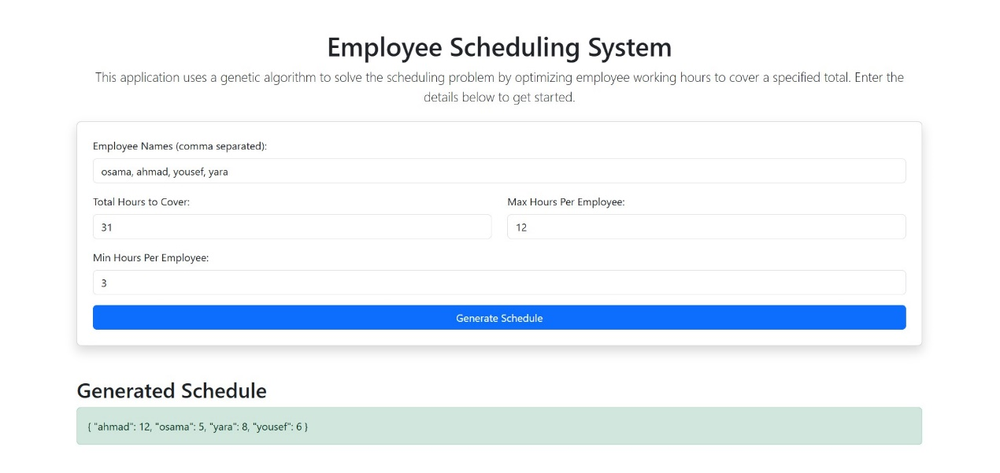 Employee Scheduling System
This application uses a genetic algorithm to solve the scheduling problem by optimizing employee working hours to cover a specified total. Enter the
details below to get started.
Employee Names (comma separated):
osama, ahmad, yousef, yara
Total Hours to Cover:
31
Max Hours Per Employee:
12
Min Hours Per Employee:
3
Generate Schedule
Generated Schedule
{ "ahmad": 12, "osama": 5, "yara": 8, "yousef": 6 }